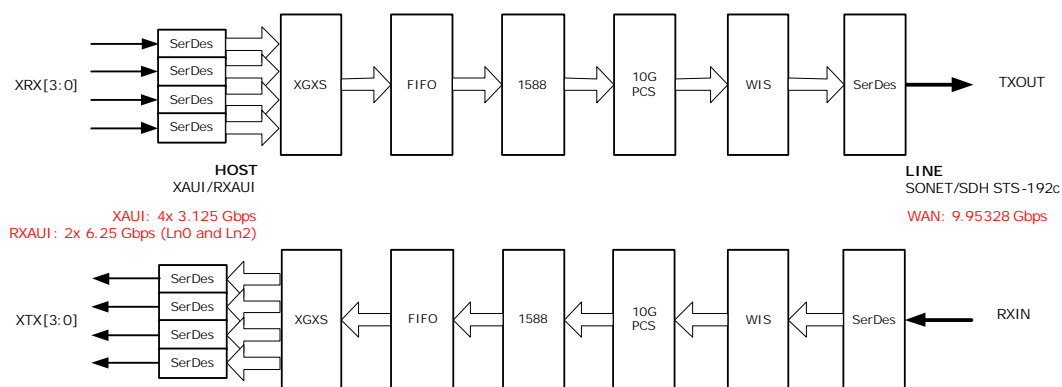 SerDes
SerDes
SerDes
SerDes
XRX[3:0]
XGXS
FIFO
1588
10G
PCS
WIS
SerDes
TXOUT
HOST
XAUI/RXAUI
LINE
SONET/SDH STS-192c
XAUI: 4x 3.125 Gbps
RXAUI: 2x 6.25 Gbps (Ln0 and Ln2)
WAN: 9.95328 Gbps
SerDes
SerDes
SerDes
SerDes
XTX[3:0]
XGXS
FIFO
1588
10G
PCS
WIS
SerDes
RXIN